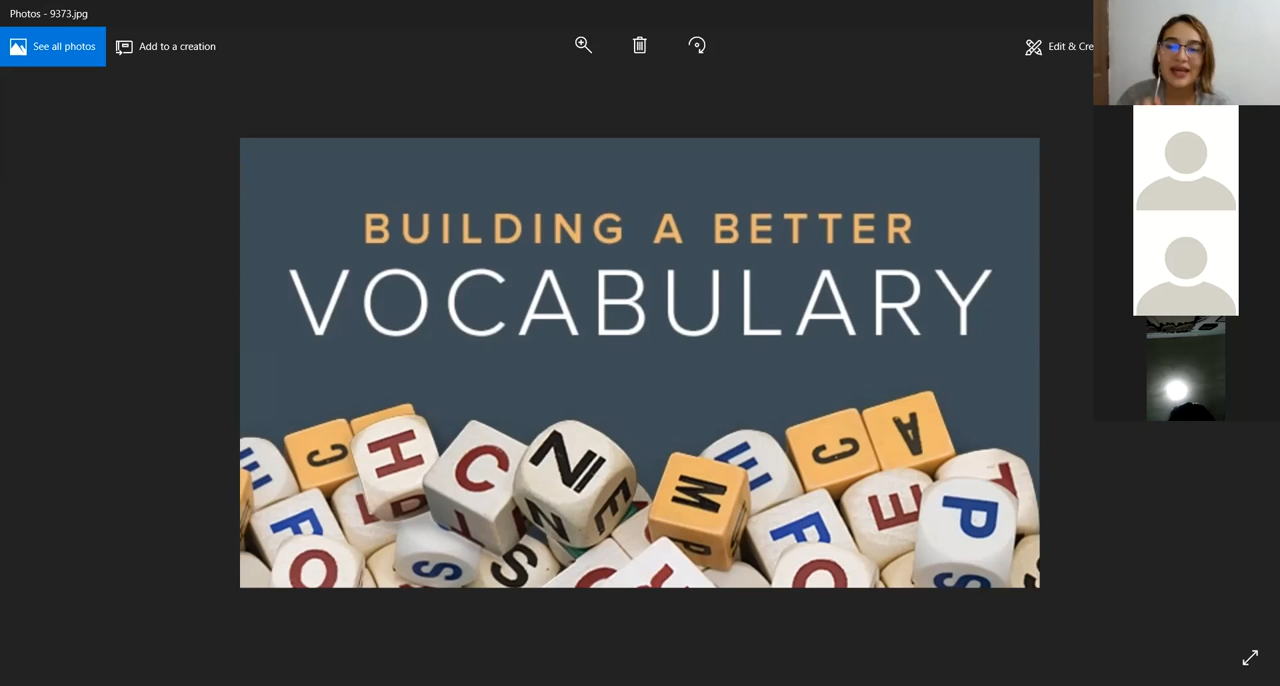 Photos - 9373.jpg
See all photos
Add to a creation
Edit & Cre
BUILDING A BETTER
VOCABULARY
C
H
C
N
E
N
M
P
E
C
A
E
T
P
P
S
O
S
S
O